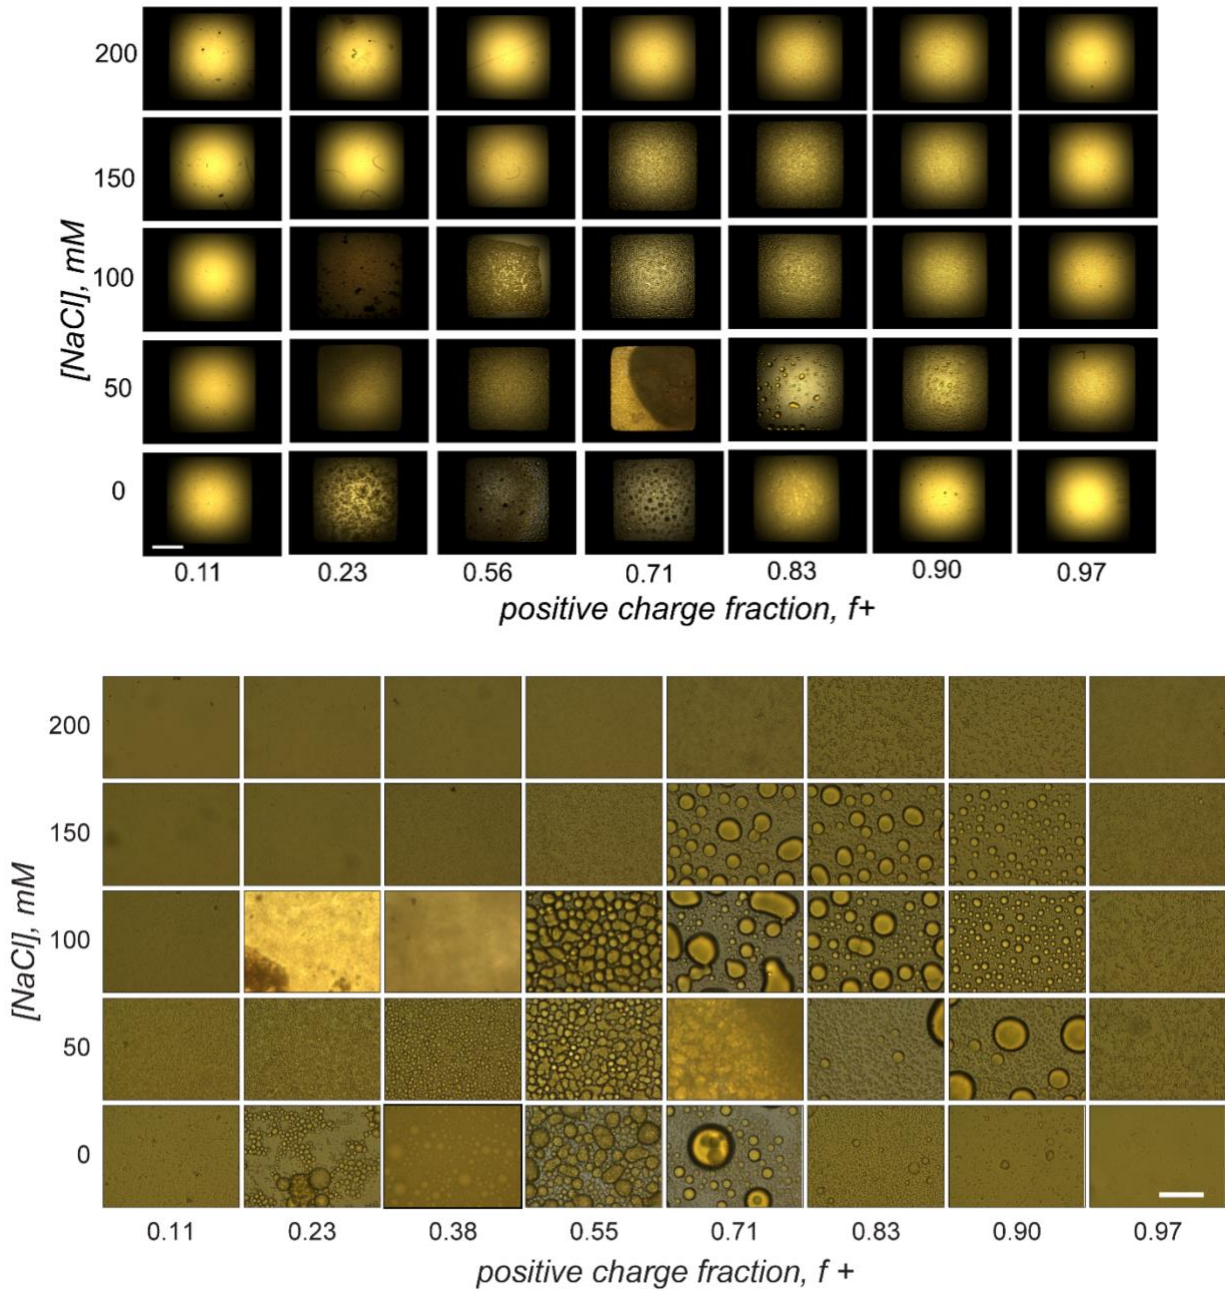 200
150
100
50
0
[NaCl], mM
0.11 0.23 0.56 0.71 0.83 0.90 0.97
positive charge fraction, f+
200
150
100
50
0
[NaCl], mM
0.11 0.23 0.38 0.55 0.71 0.83 0.90 0.97
positive charge fraction, f +